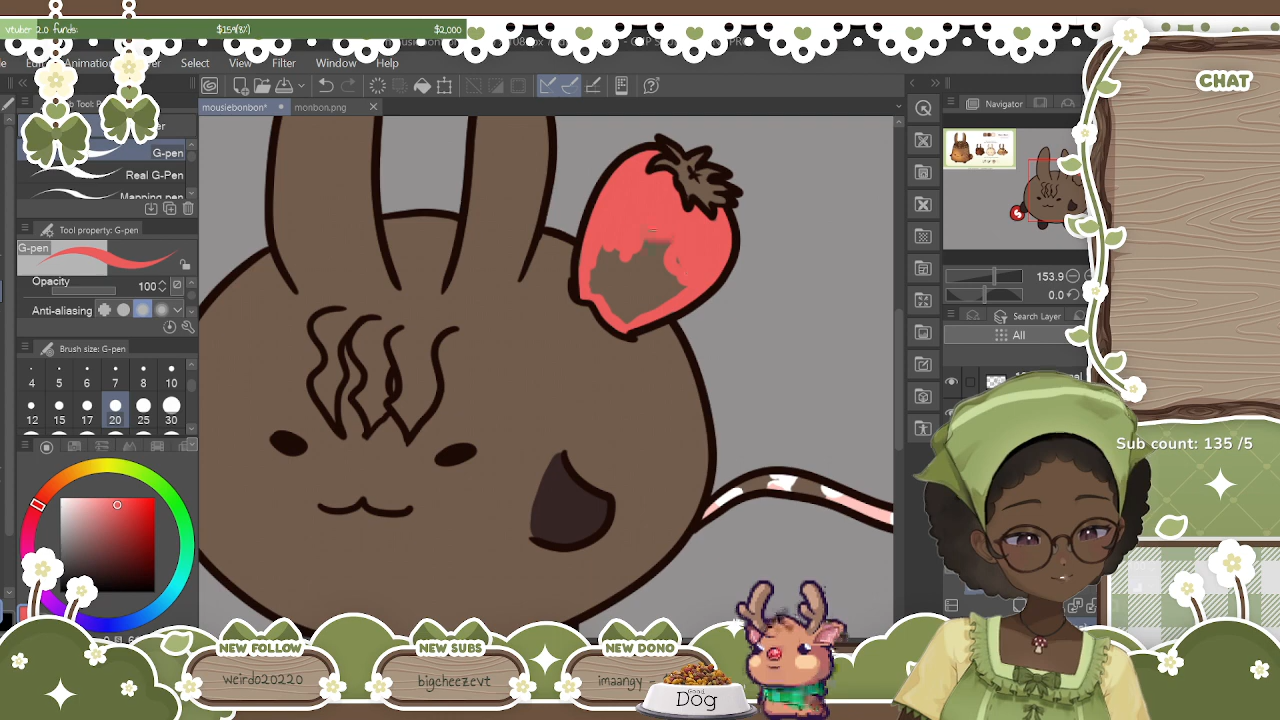 vtuber 2.0 funds: $159(8%) $2,000
Select View Filter Window Help
CHAT
mousiebonbon* monbon.png
Navigator
G-pen
Real G-Pen
Mapping pen
Tool property: G-pen
G-pen
Opacity 100
Anti-aliasing
153.9
0.0
Search Layer
All
Brush size: G-pen
4 5 6 7 8 10
12 15 17 20 25 30
Sub count: 135 /5
NEW FOLLOW NEW SUBS NEW DONO
weirdo20220 bigcheezevt imaangy -
Good
Dog